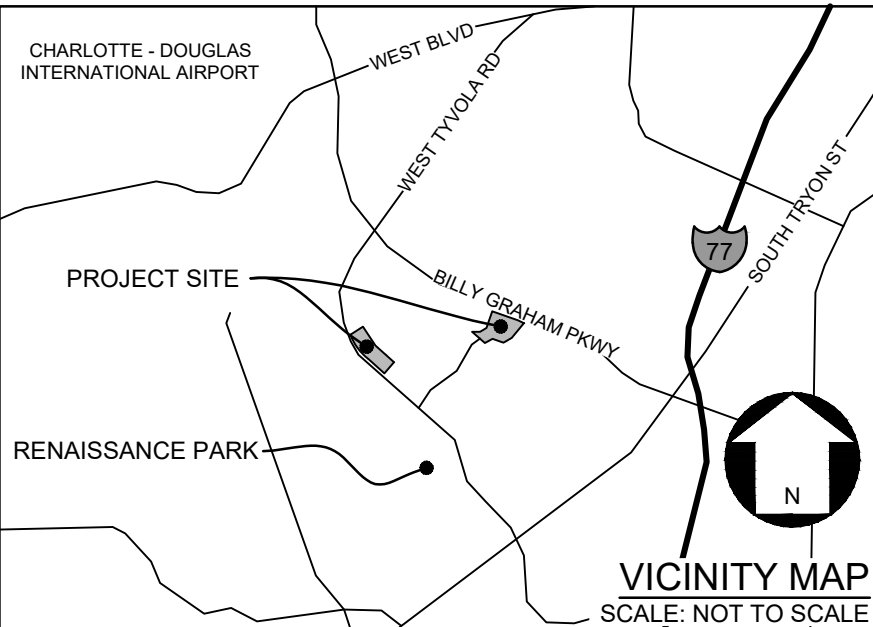 CHARLOTTE - DOUGLAS
INTERNATIONAL AIRPORT
WEST BLVD
WEST TYVOLA RD
SOUTH TRYON ST
77
PROJECT SITE
BILLY GRAHAM PKWY
RENAISSANCE PARK
N
VICINITY MAP
SCALE: NOT TO SCALE